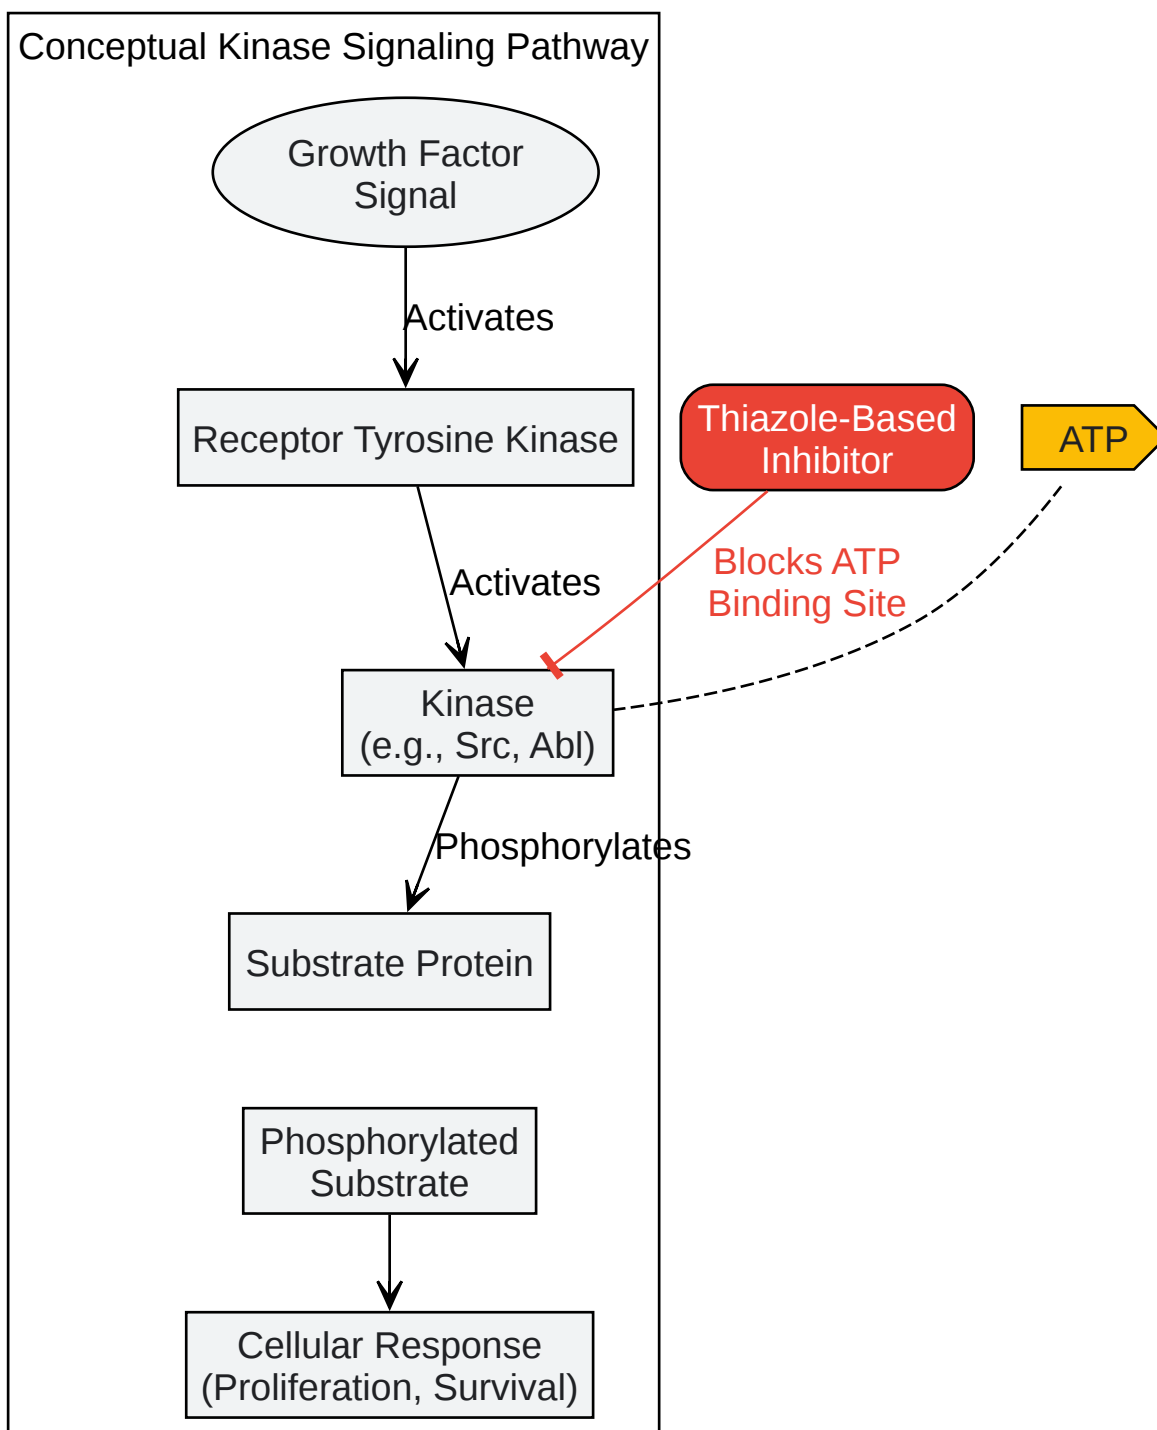 Conceptual Kinase Signaling Pathway
Growth Factor
Signal
Activates
Receptor Tyrosine Kinase
Thiazole-Based
Inhibitor
ATP
Activates
Blocks ATP
Binding Site
Kinase
(e.g., Src, Abl)
Phosphorylates
Substrate Protein
Phosphorylated
Substrate
Cellular Response
(Proliferation, Survival)